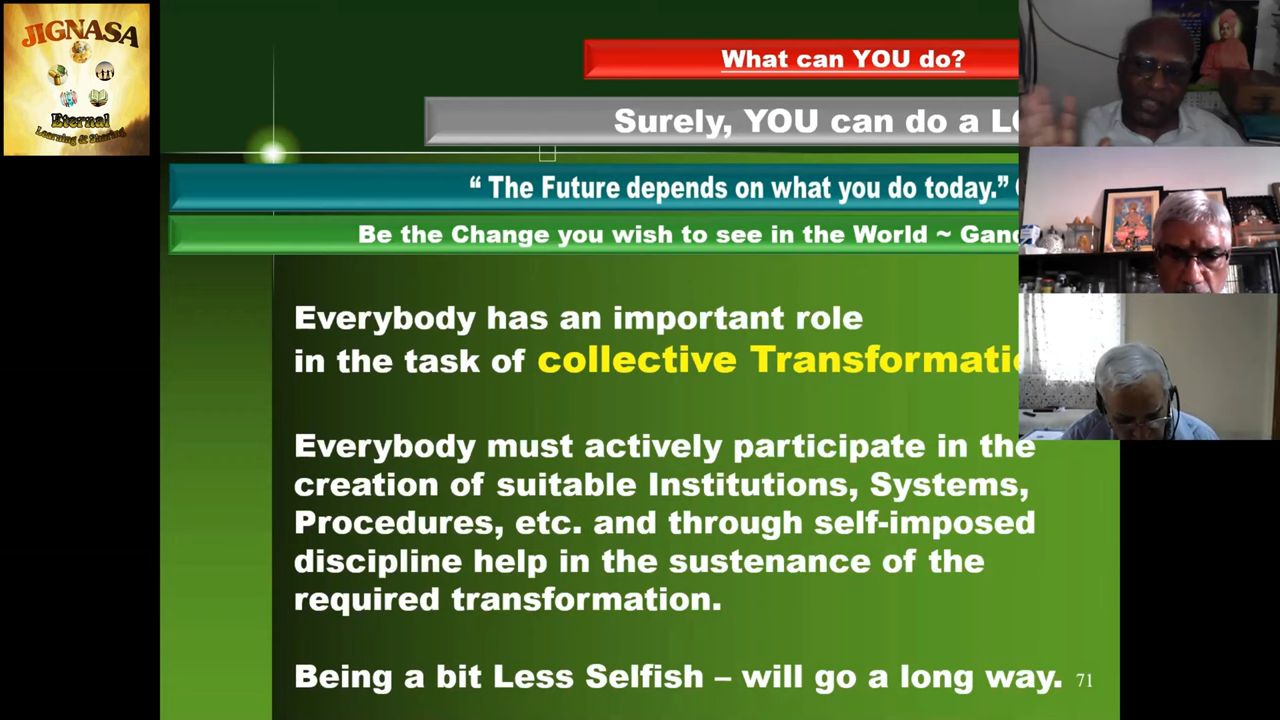 JIGNASA
Eternal
Learning & Sharing
What can YOU do?
Surely, YOU can do a
“ The Future depends on what you do today.”
Be the Change you wish to see in the World ~
Everybody has an important role
in the task of collective Transformati
Everybody must actively participate in the
creation of suitable Institutions, Systems,
Procedures, etc. and through self-imposed
discipline help in the sustenance of the
required transformation.
Being a bit Less Selfish – will go a long way.
71